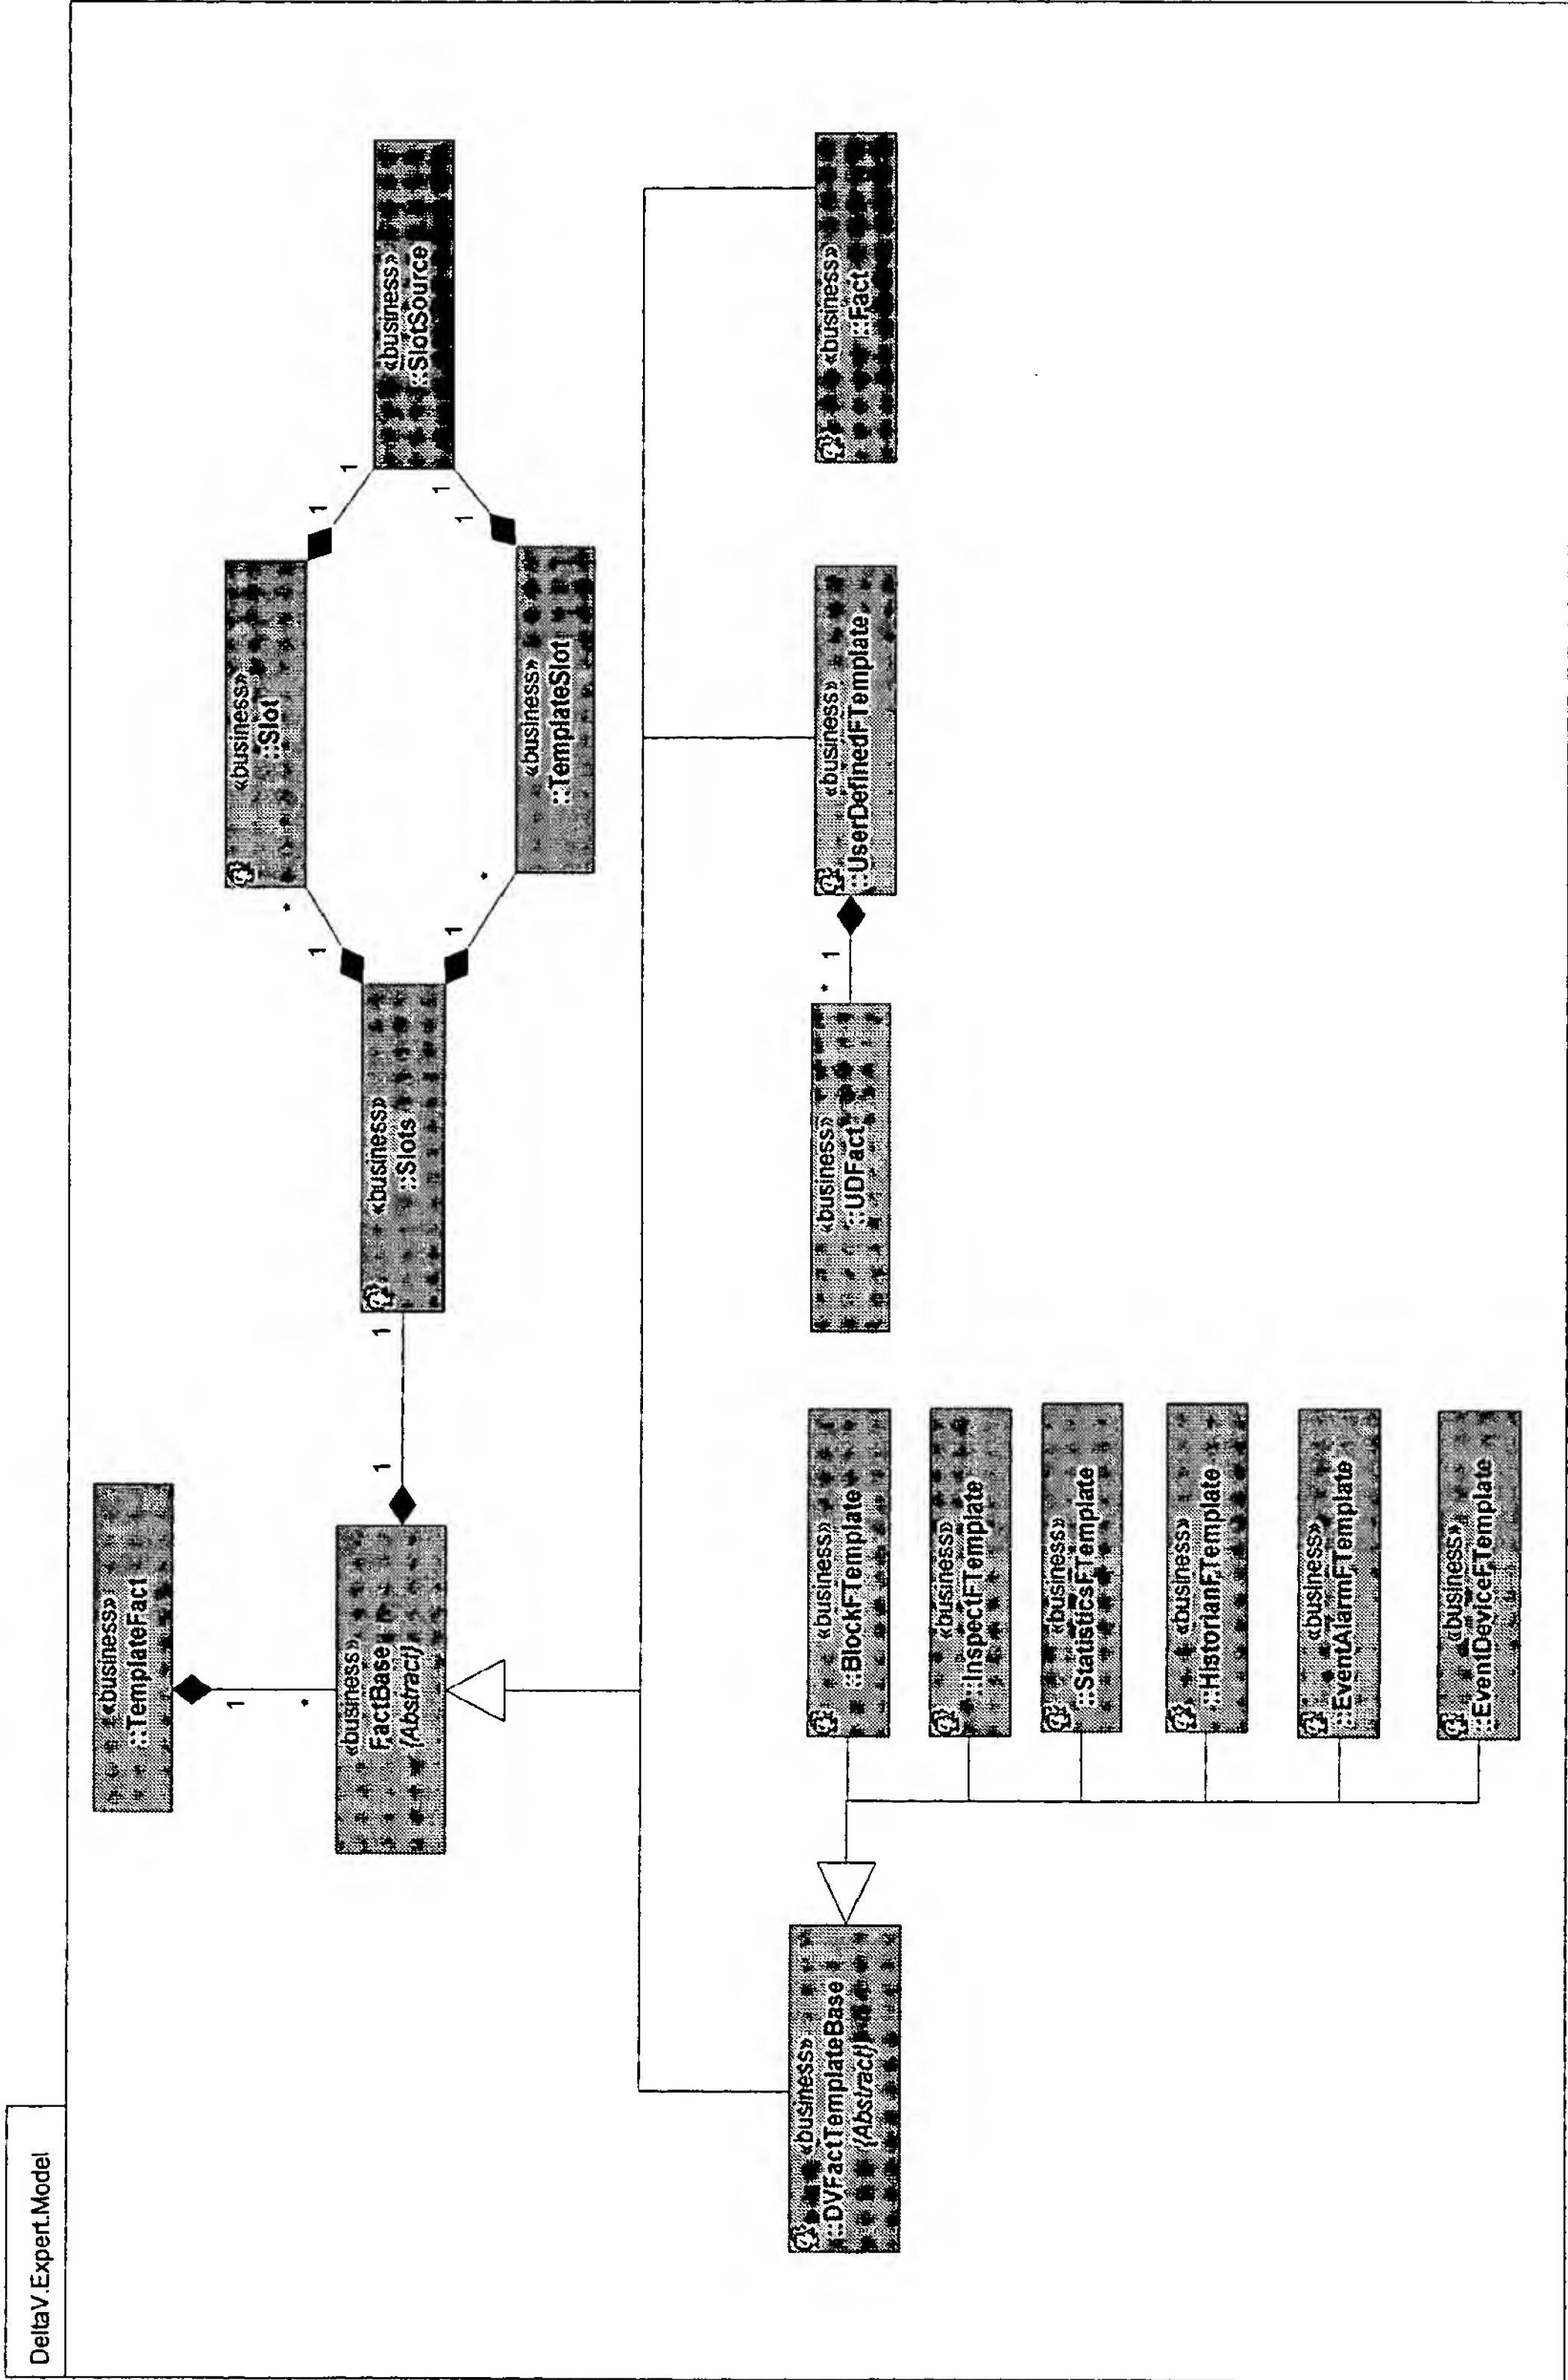 DeltaV.Expert.Model
«business»
::TemplateFact
1
*
«business»
FactBase
{Abstract}
1
1
«business»
::Slots
1
*
«business»
::Slot
1
1
1
*
«business»
::TemplateSlot
1
1
«business»
::SlotSource
«business»
::DVFactTemplateBase
{Abstract}
«business»
::BlockFTemplate
«business»
::InspectFTemplate
«business»
::StatisticsFTemplate
«business»
::HistorianFTemplate
«business»
::EventAlarmFTemplate
«business»
::EventDeviceFTemplate
«business»
::UDFact
*
1
«business»
::UserDefinedFTemplate
«business»
::Fact